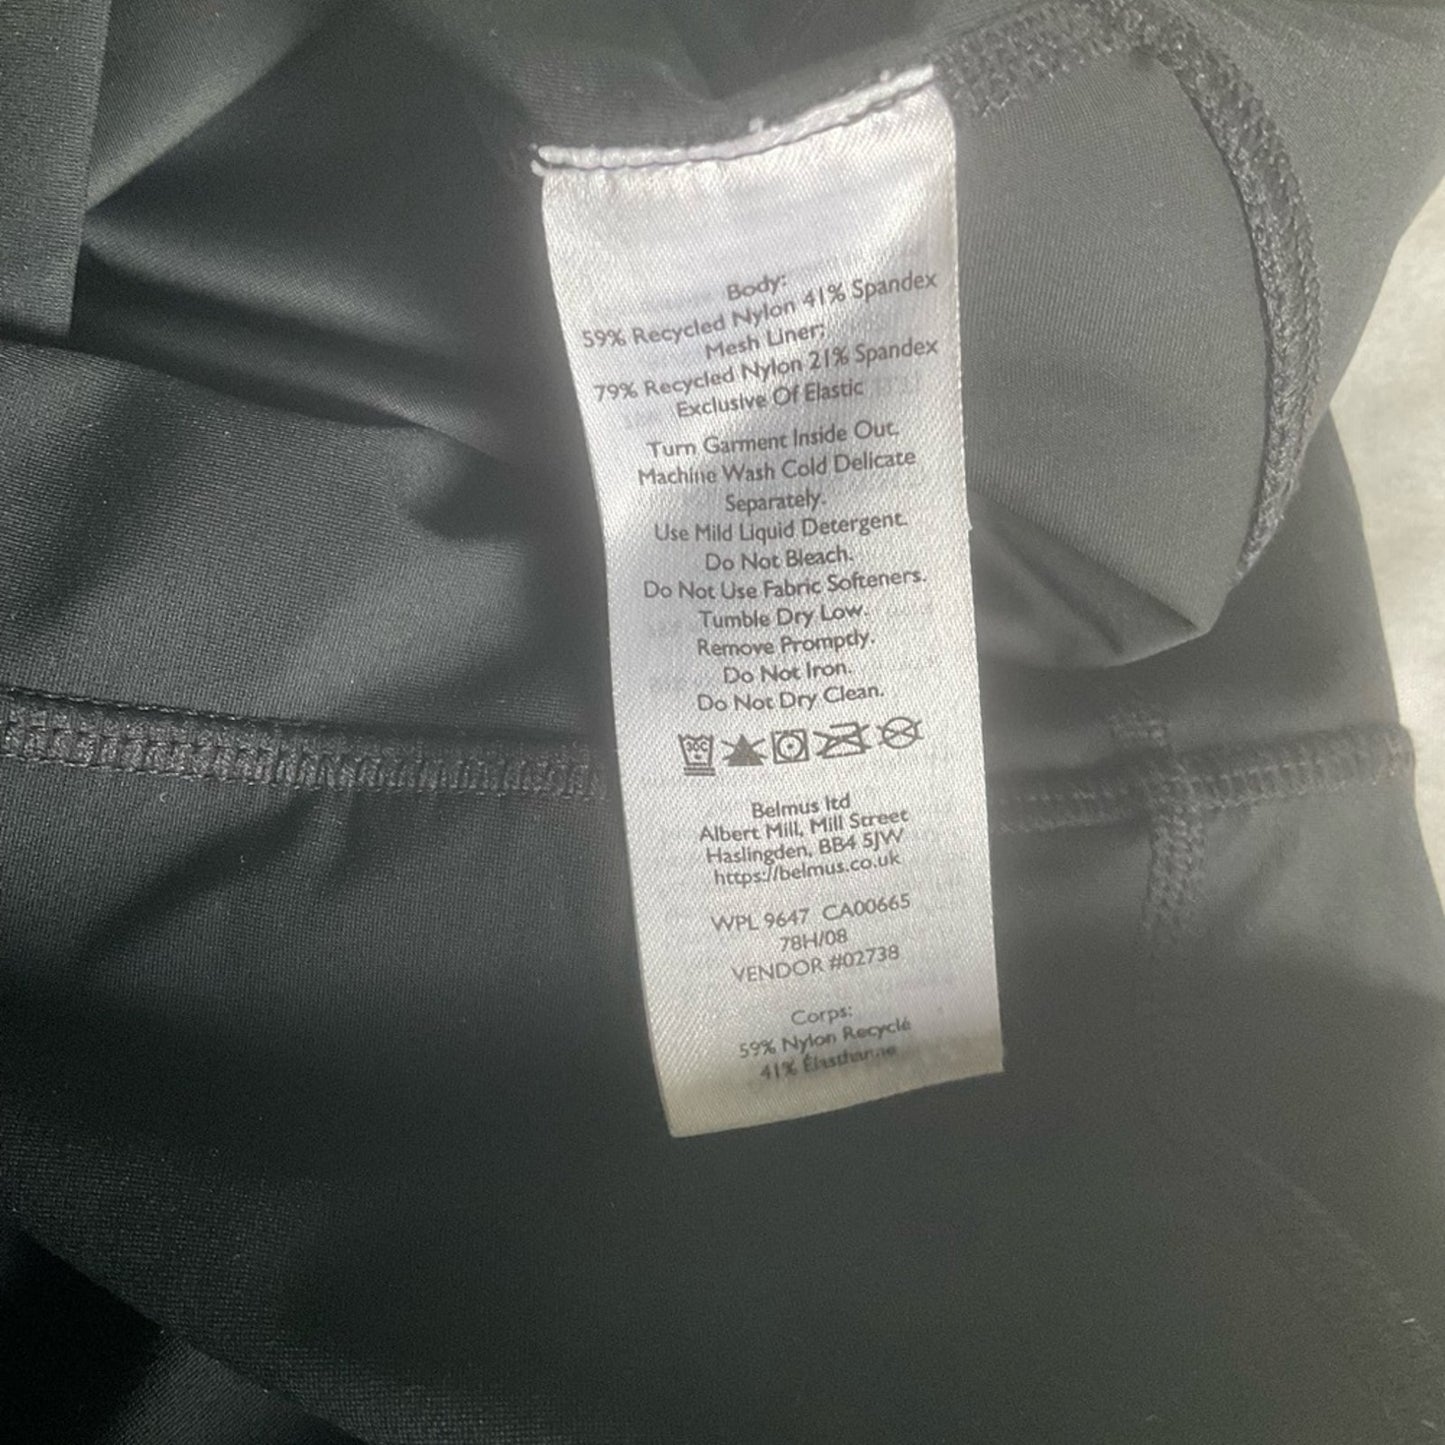 Body:
59% Recycled Nylon 41% Spandex
Mesh Liner:
79% Recycled Nylon 21% Spandex
Exclusive Of Elastic
Turn Garment Inside Out.
Machine Wash Cold Delicate
Separately.
Use Mild Liquid Detergent.
Do Not Bleach.
Do Not Use Fabric Softeners.
Tumble Dry Low.
Remove Promptly.
Do Not Iron.
Do Not Dry Clean.
30C
Belmus ltd
Albert Mill, Mill Street
Haslingden, BB4 5JW
https://belmus.co.uk
WPL 9647 CA00665
78H/08
VENDOR #02738
Corps:
59% Nylon Recyclé
41% Élasthanne